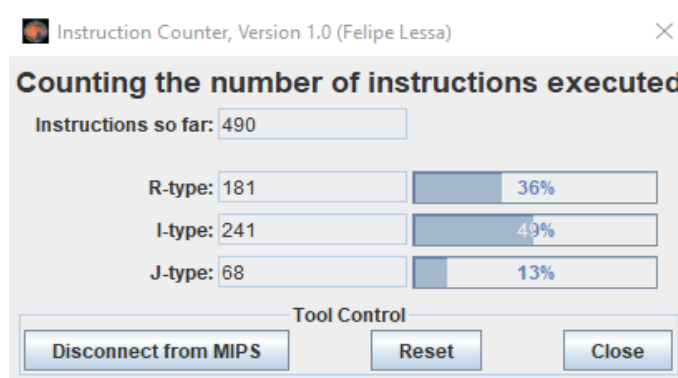 Instruction Counter, Version 1.0 (Felipe Lessa)
Counting the number of instructions executed
Instructions so far: 490
R-type: 181 36%
I-type: 241 49%
J-type: 68 13%
Tool Control
Disconnect from MIPS Reset Close